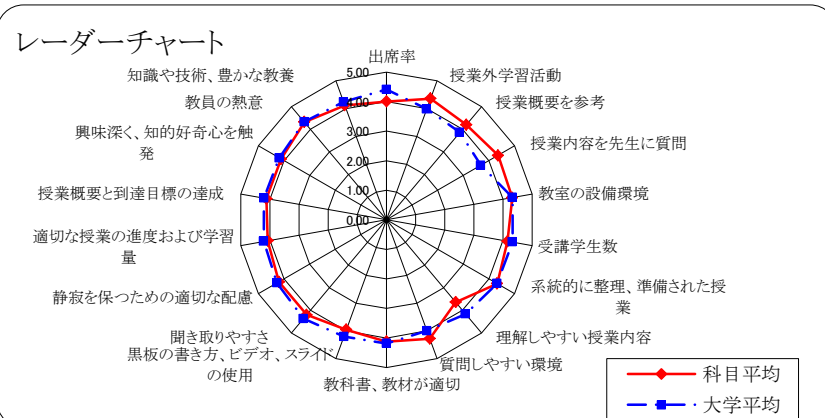 レーダーチャート
出席率
授業外学習活動
授業概要を参考
授業内容を先生に質問
教室の設備環境
受講学生数
系統的に整理、準備された授
業
理解しやすい授業内容
質問しやすい環境
教科書、教材が適切
黒板の書き方、ビデオ、スライド
の使用
聞き取りやすさ
静寂を保つための適切な配慮
適切な授業の進度および学習
量
授業概要と到達目標の達成
興味深く、知的好奇心を触
発
教員の熱意
知識や技術、豊かな教養
5.00
4.00
3.00
2.00
1.00
0.00
科目平均
大学平均